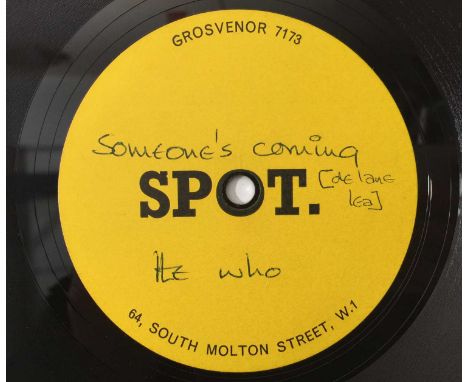 GROSVENOR 7173
Someone's coming
SPOT. [de lane
lea]
The who
64, SOUTH MOLTON STREET, W.1